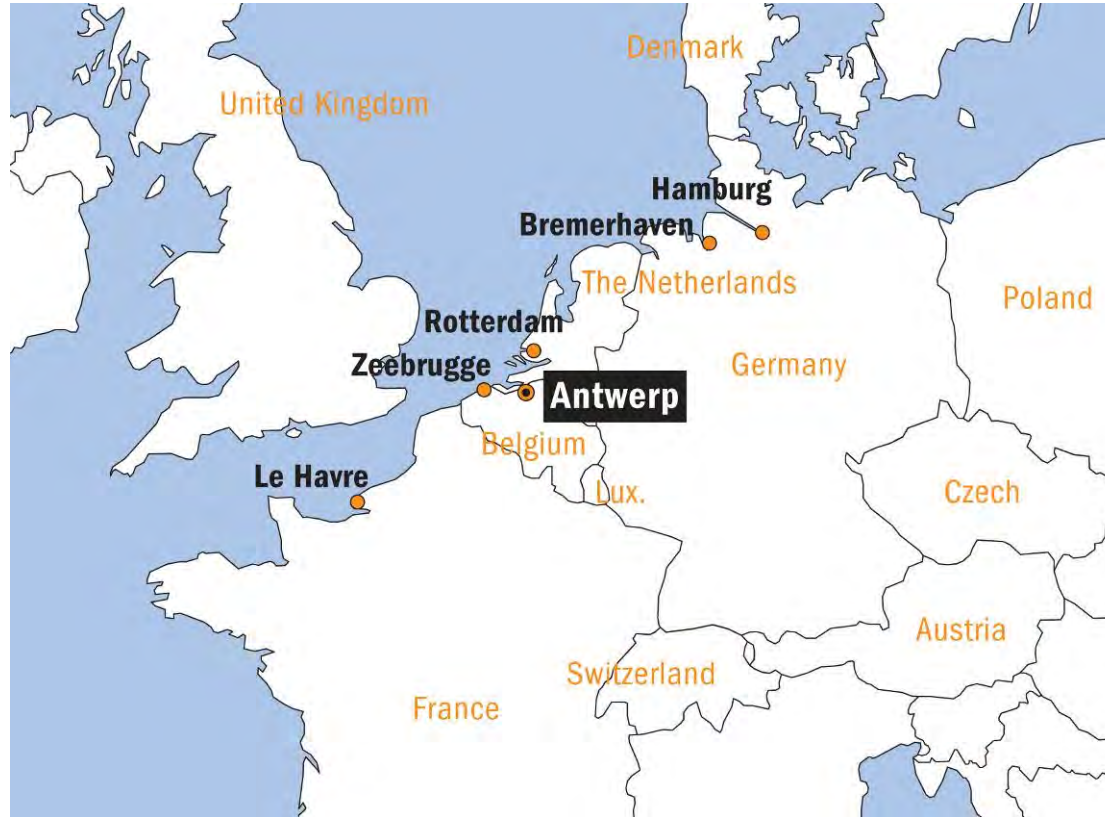 Denmark
United Kingdom
Hamburg
Bremerhaven
The Netherlands
Poland
Rotterdam
Zeebrugge
Germany
Antwerp
Belgium
Le Havre
Lux.
Czech
Austria
Switzerland
France